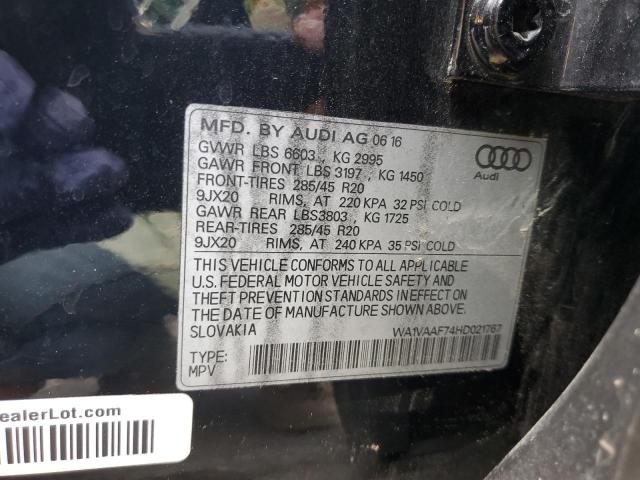 MFD. BY AUDI AG 06 16
GVWR LBS 6603, KG 2995
GAWR FRONT LBS 3197, KG 1450
FRONT-TIRES 285/45 R20
9JX20 RIMS, AT 220 KPA 32 PSI COLD
GAWR REAR LBS3803, KG 1725
REAR-TIRES 285/45 R20
9JX20 RIMS, AT 240 KPA 35 PSI COLD
Audi
THIS VEHICLE CONFORMS TO ALL APPLICABLE
U.S. FEDERAL MOTOR VEHICLE SAFETY AND
THEFT PREVENTION STANDARDS IN EFFECT ON
THE DATE OF MANUFACTURE SHOWN ABOVE.
SLOVAKIA WA1VAAF74HD021767
TYPE:
MPV
ealerLot.com